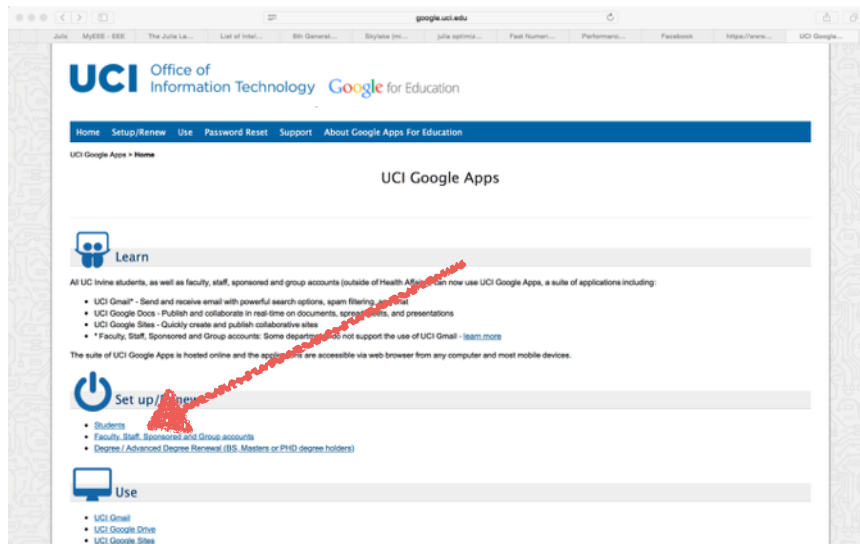 google.uci.edu
Julia MyEEE - EEE The Julia La... List of Intel... 6th Generat... Skylake (mi... julia optimiz... Fast Numeri... Performanc... Facebook https://www... UCI Google...
UCI Office of
Information Technology Google for Education
Home Setup/Renew Use Password Reset Support About Google Apps For Education
UCI Google Apps > Home
UCI Google Apps
Learn
All UC Irvine students, as well as faculty, staff, sponsored and group accounts (outside of Health Affairs) can now use UCI Google Apps, a suite of applications including:
UCI Gmail* - Send and receive email with powerful search options, spam filtering, and chat
UCI Google Docs - Publish and collaborate in real-time on documents, spreadsheets, and presentations
UCI Google Sites - Quickly create and publish collaborative sites
* Faculty, Staff, Sponsored and Group accounts: Some departments do not support the use of UCI Gmail - learn more
The suite of UCI Google Apps is hosted online and the applications are accessible via web browser from any computer and most mobile devices.
Set up/Renew
Students
Faculty, Staff, Sponsored and Group accounts
Degree / Advanced Degree Renewal (BS, Masters or PHD degree holders)
Use
UCI Gmail
UCI Google Drive
UCI Google Sites